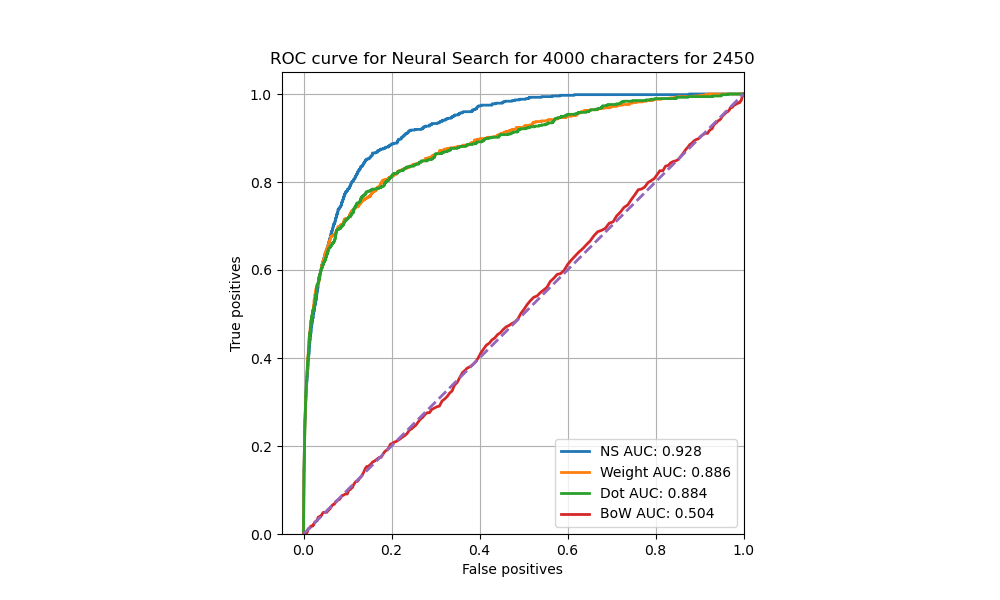 ROC curve for Neural Search for 4000 characters for 2450
True positives
1.0
0.8
0.6
0.4
0.2
0.0
0.0 0.2 0.4 0.6 0.8 1.0
False positives
NS AUC: 0.928
Weight AUC: 0.886
Dot AUC: 0.884
BoW AUC: 0.504